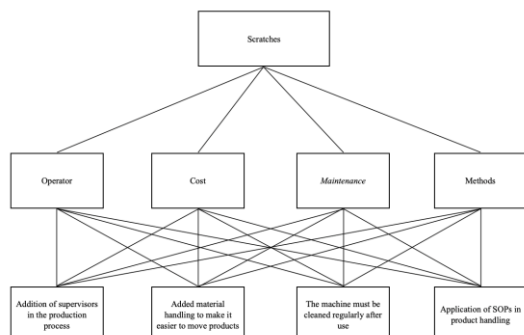 Scratches
Operator
Cost
Maintenance
Methods
Addition of supervisors
in the production
process
Added material
handling to make it
easier to move products
The machine must be
cleaned regularly after
use
Application of SOPs in
product handling